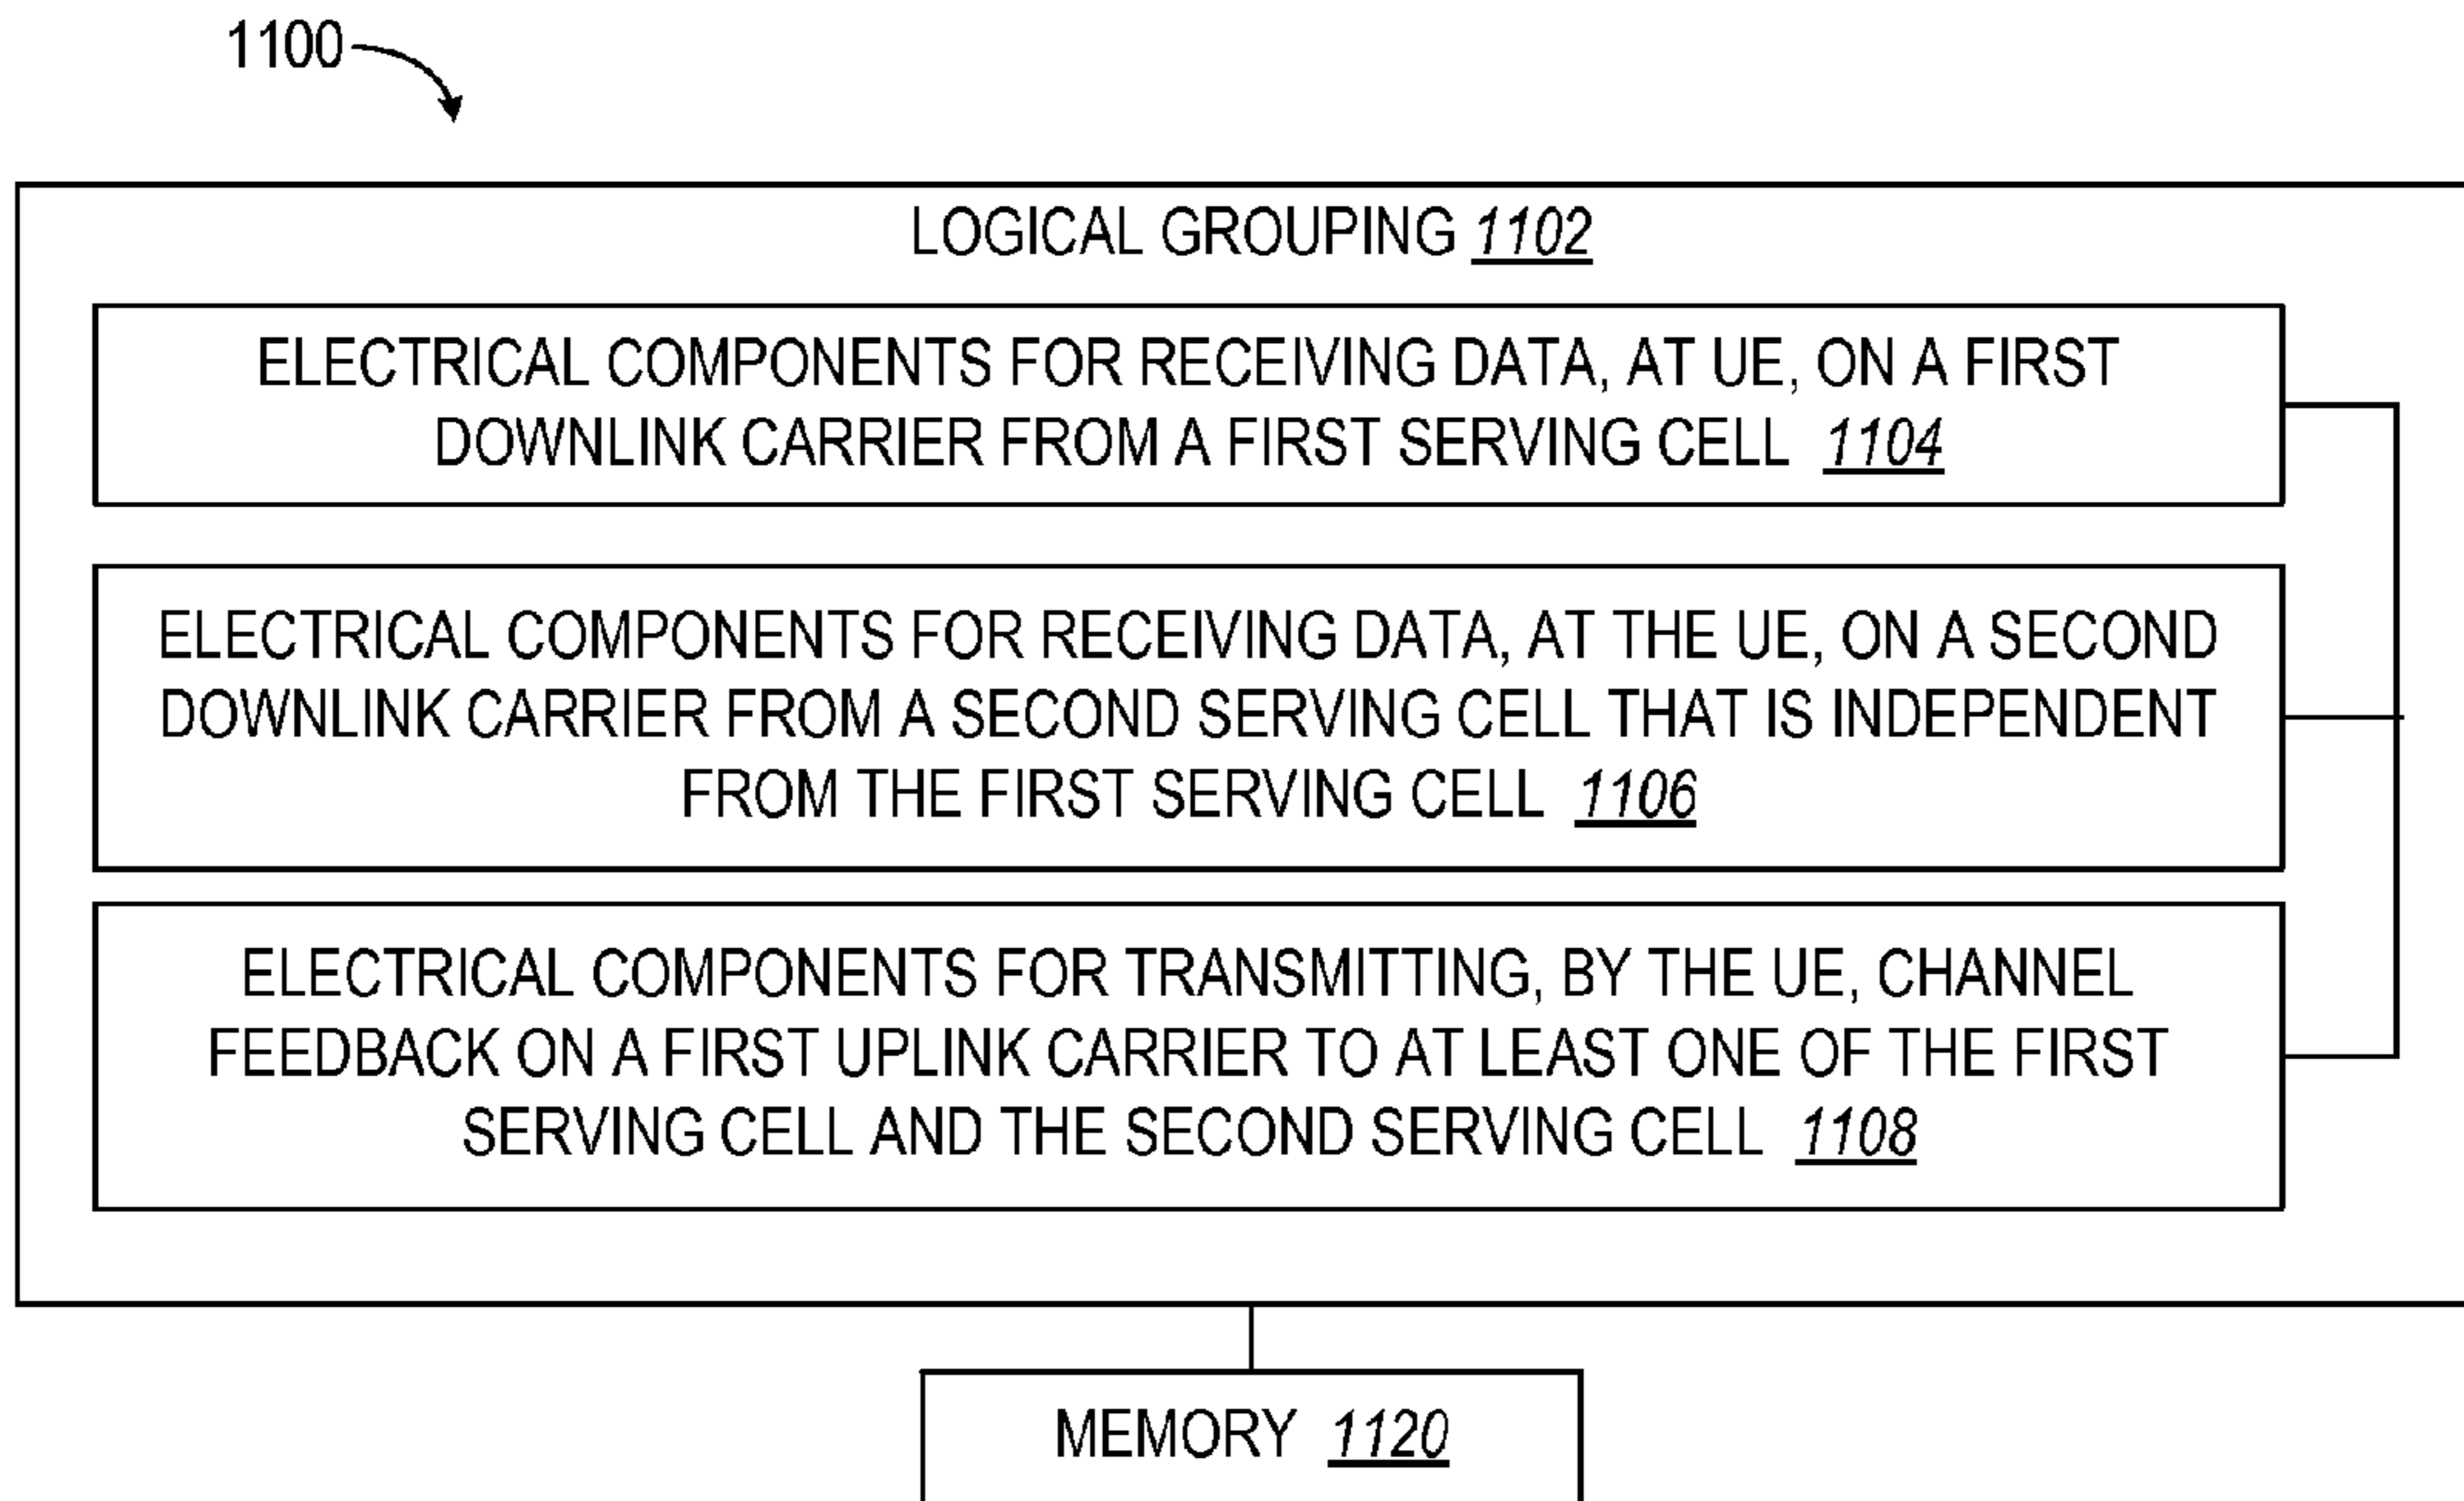 1100
LOGICAL GROUPING 1102
ELECTRICAL COMPONENTS FOR RECEIVING DATA, AT UE, ON A FIRST
DOWNLINK CARRIER FROM A FIRST SERVING CELL 1104
ELECTRICAL COMPONENTS FOR RECEIVING DATA, AT THE UE, ON A SECOND
DOWNLINK CARRIER FROM A SECOND SERVING CELL THAT IS INDEPENDENT
FROM THE FIRST SERVING CELL 1106
ELECTRICAL COMPONENTS FOR TRANSMITTING, BY THE UE, CHANNEL
FEEDBACK ON A FIRST UPLINK CARRIER TO AT LEAST ONE OF THE FIRST
SERVING CELL AND THE SECOND SERVING CELL 1108
MEMORY 1120